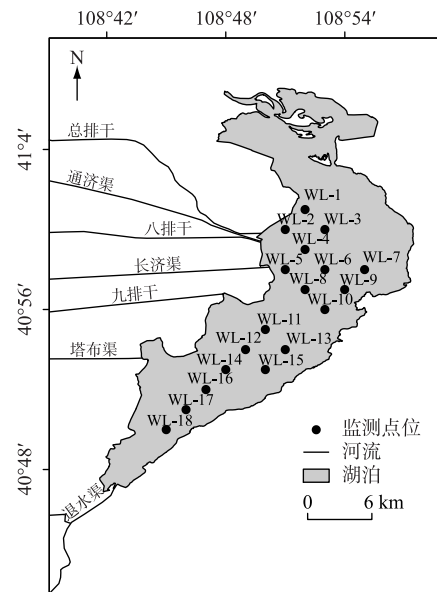 108°42′ 108°48′ 108°54′
N
41°4′
40°56′
40°48′
总排干
通济渠
八排干
长济渠
九排干
塔布渠
退水渠
WL-1
WL-2 WL-3
WL-4
WL-5 WL-6 WL-7
WL-8 WL-9
WL-10
WL-11
WL-12 WL-13
WL-14 WL-15
WL-16
WL-17
WL-18
监测点位
河流
湖泊
0 6 km